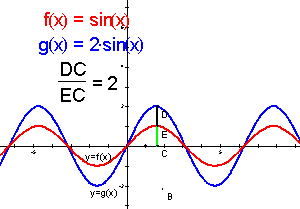 f(x) = sin(x)
g(x) = 2·sin(x)
DC
EC
= 2
D
E
y=f(x)
C
y=g(x)
B